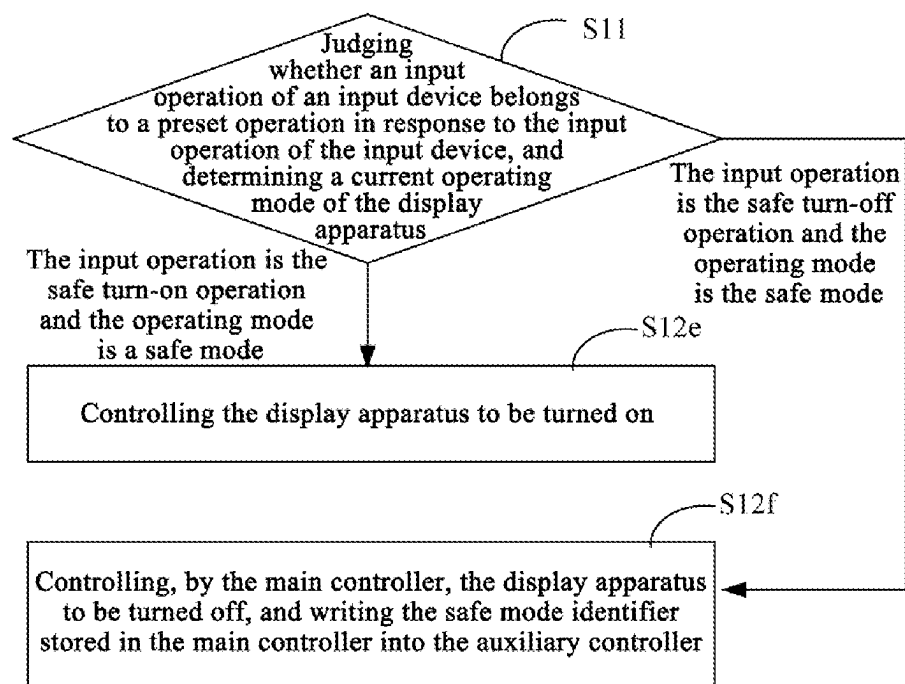 S11
Judging
whether an input
operation of an input device belongs
to a preset operation in response to the input
operation of the input device, and
determining a current operating
mode of the display
apparatus
The input operation
is the safe turn-off
operation and the
operating mode
is the safe mode
The input operation is the
safe turn-on operation
and the operating mode
is a safe mode
S12e
Controlling the display apparatus to be turned on
S12f
Controlling, by the main controller, the display apparatus
to be turned off, and writing the safe mode identifier
stored in the main controller into the auxiliary controller